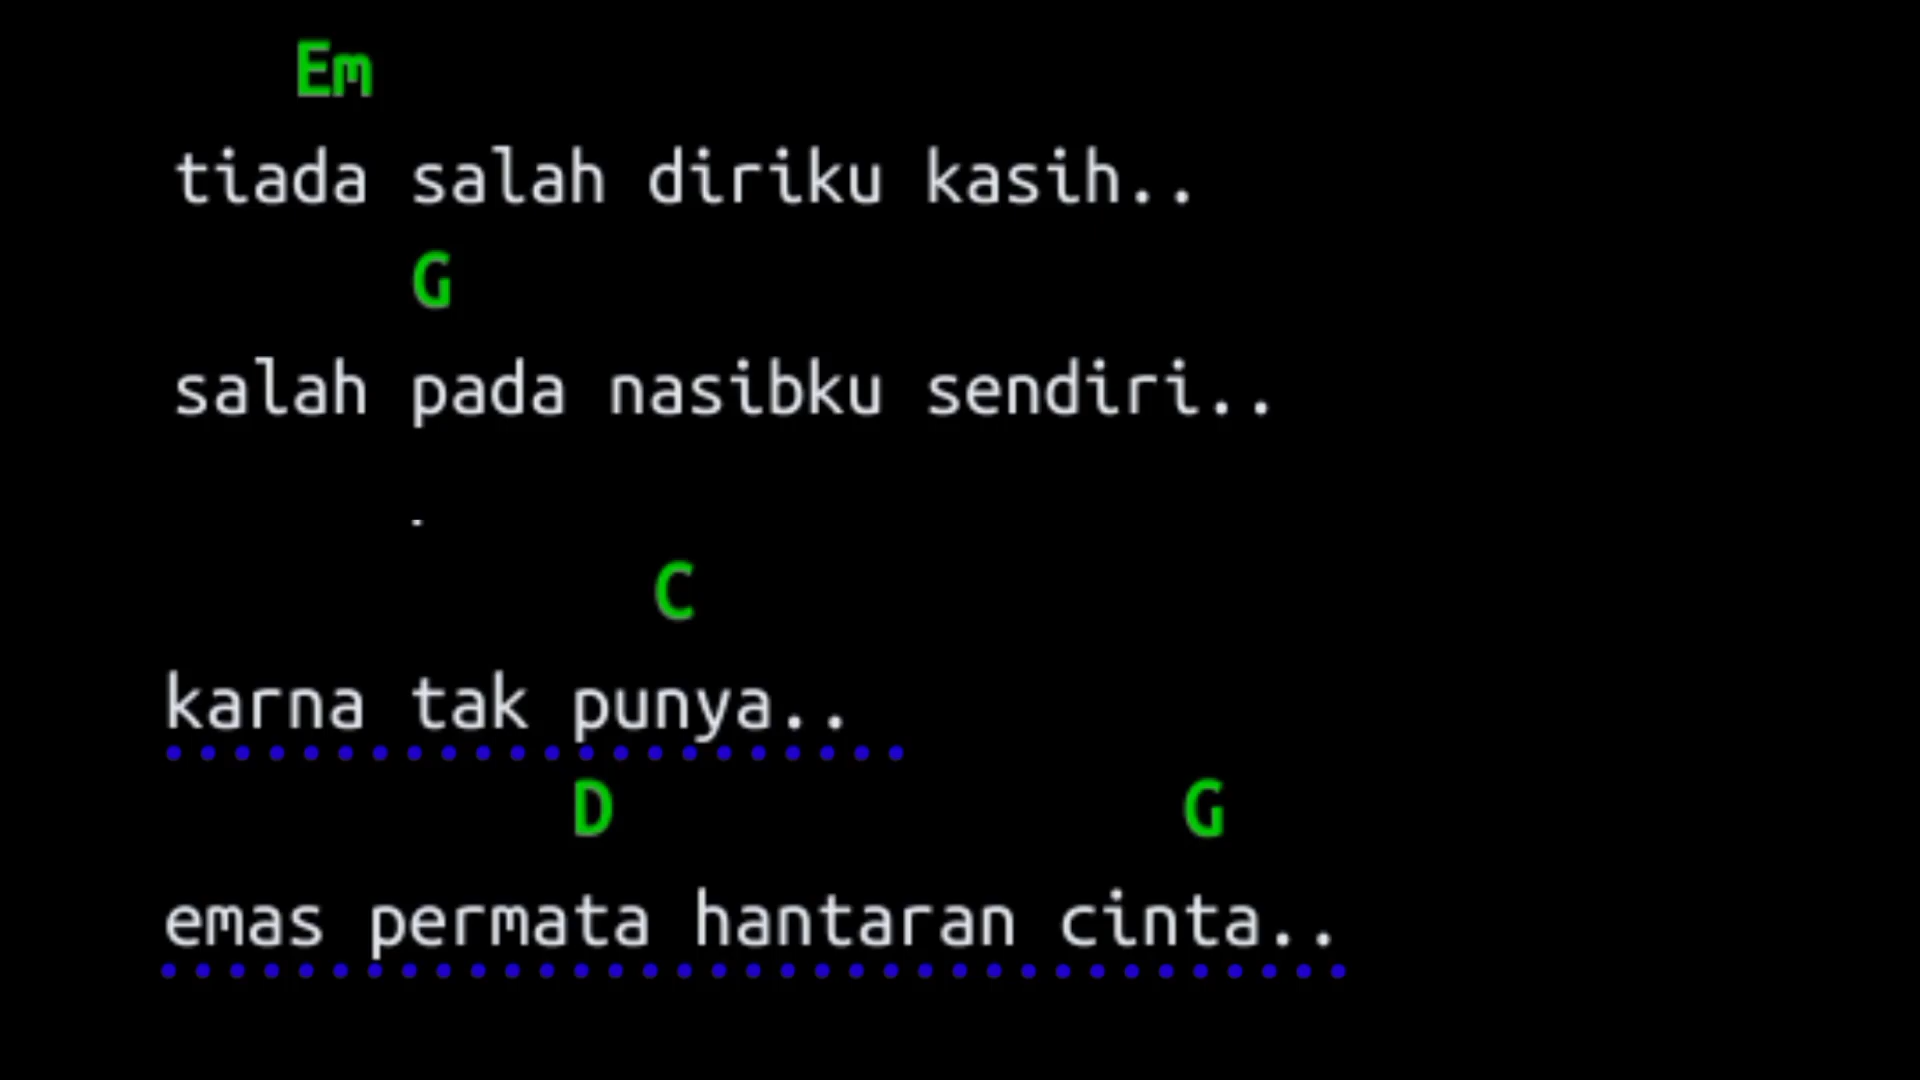 Em
tiada salah diriku kasih..
G
salah pada nasibku sendiri..
C
karna tak punya..
D G
emas permata hantaran cinta..